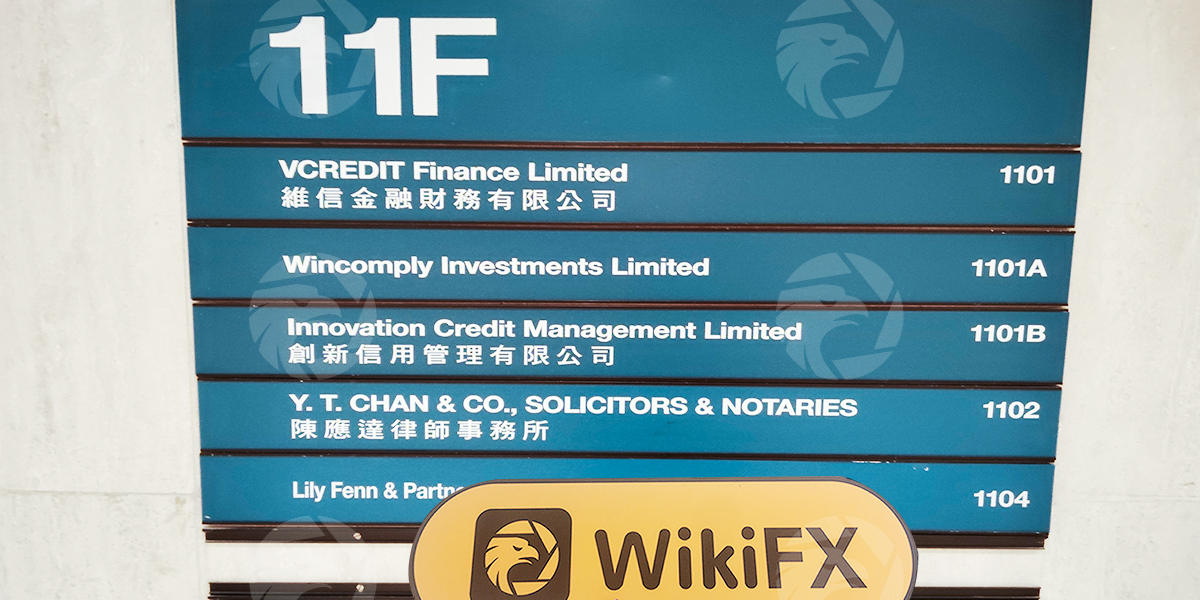 11F
VCREDIT Finance Limited 1101
維信金融財務有限公司
Wincomply Investments Limited 1101A
Innovation Credit Management Limited 1101B
創新信用管理有限公司
Y. T. CHAN & CO., SOLICITORS & NOTARIES 1102
陳應達律師事務所
Lily Fenn & 1104
WikiFX